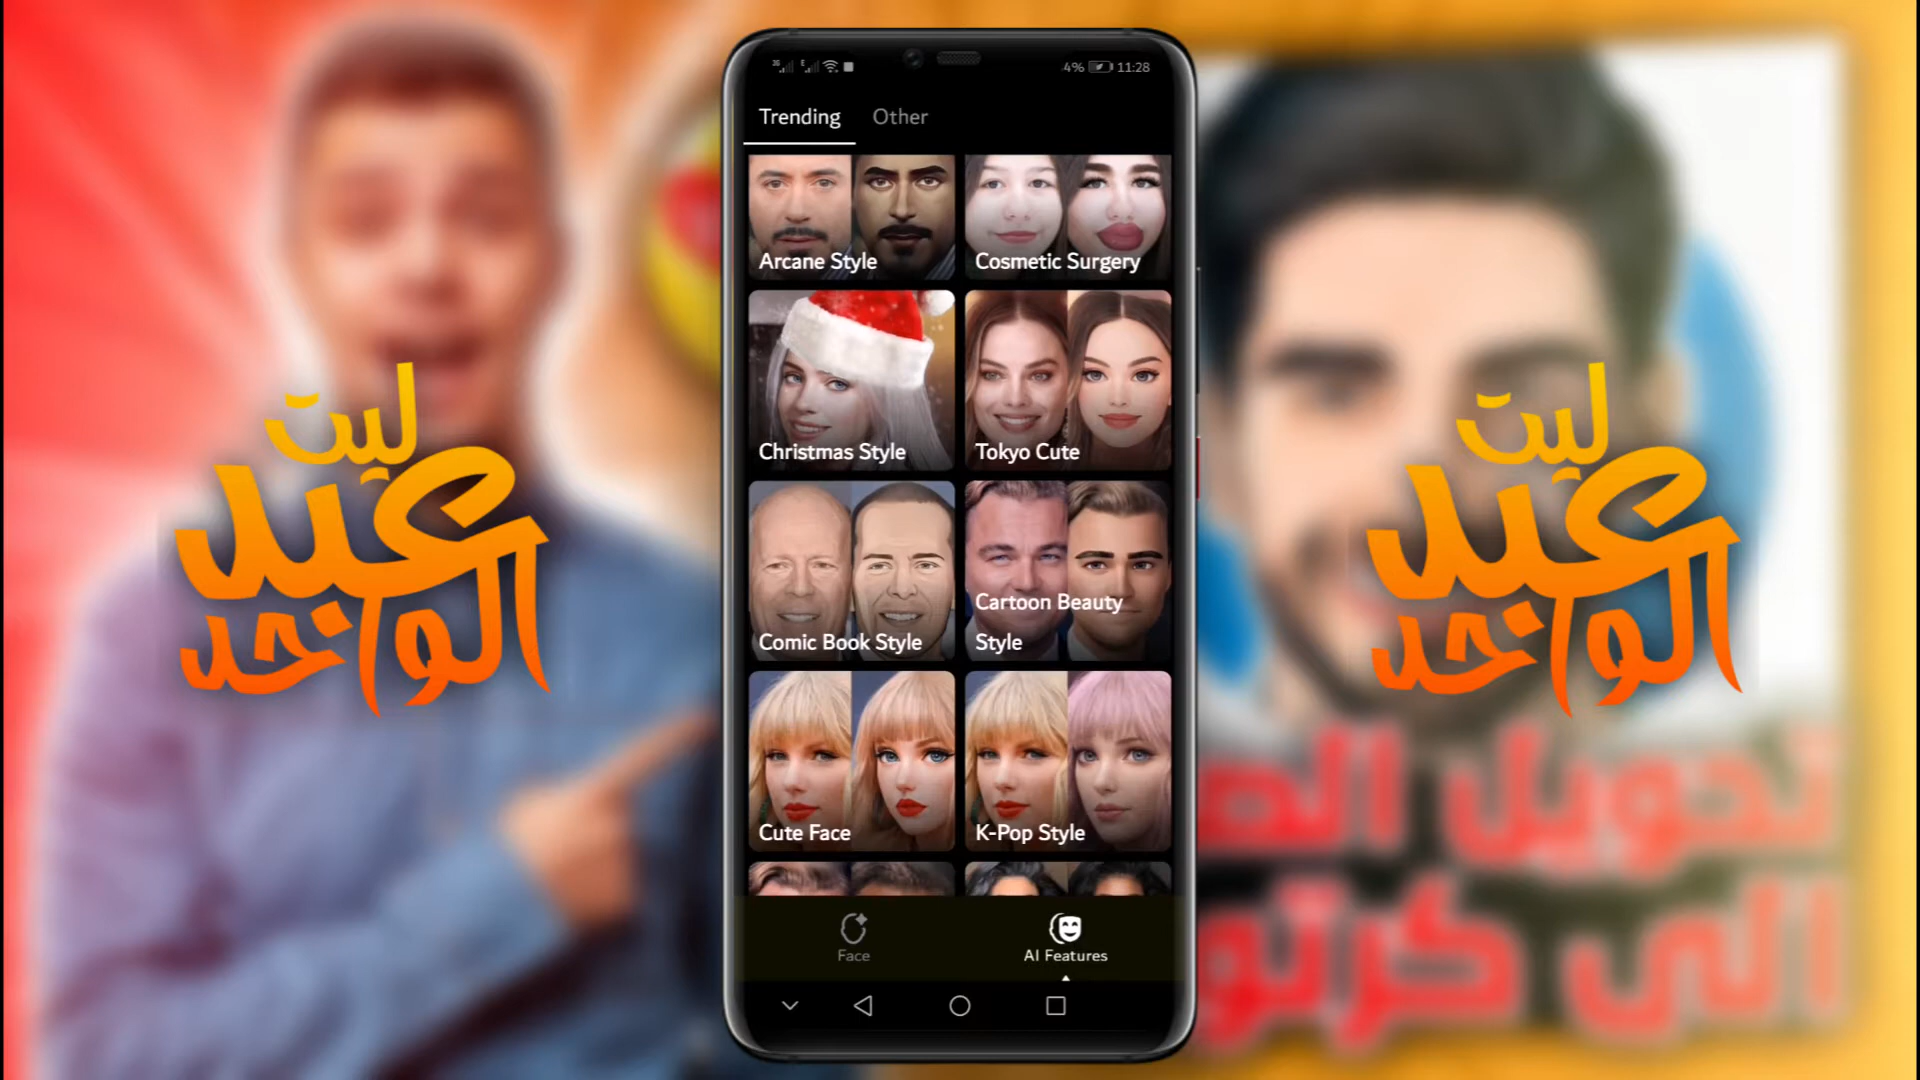 4% 11:28
Trending Other
Arcane Style
Cosmetic Surgery
Christmas Style
Tokyo Cute
Comic Book Style
Cartoon Beauty
Style
Cute Face
K-Pop Style
Face
AI Features
ليت
عبد
الواحد
ليت
عبد
الواحد
تحويل
الى